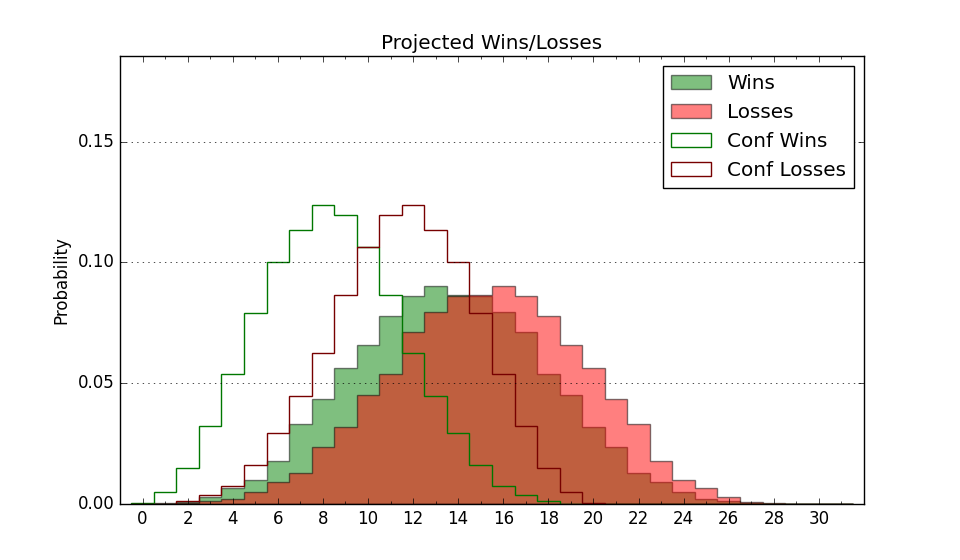 Projected Wins/Losses
Wins
Losses
Conf Wins
Conf Losses
Probability
0.15
0.10
0.05
0.00
0 2 4 6 8 10 12 14 16 18 20 22 24 26 28 30